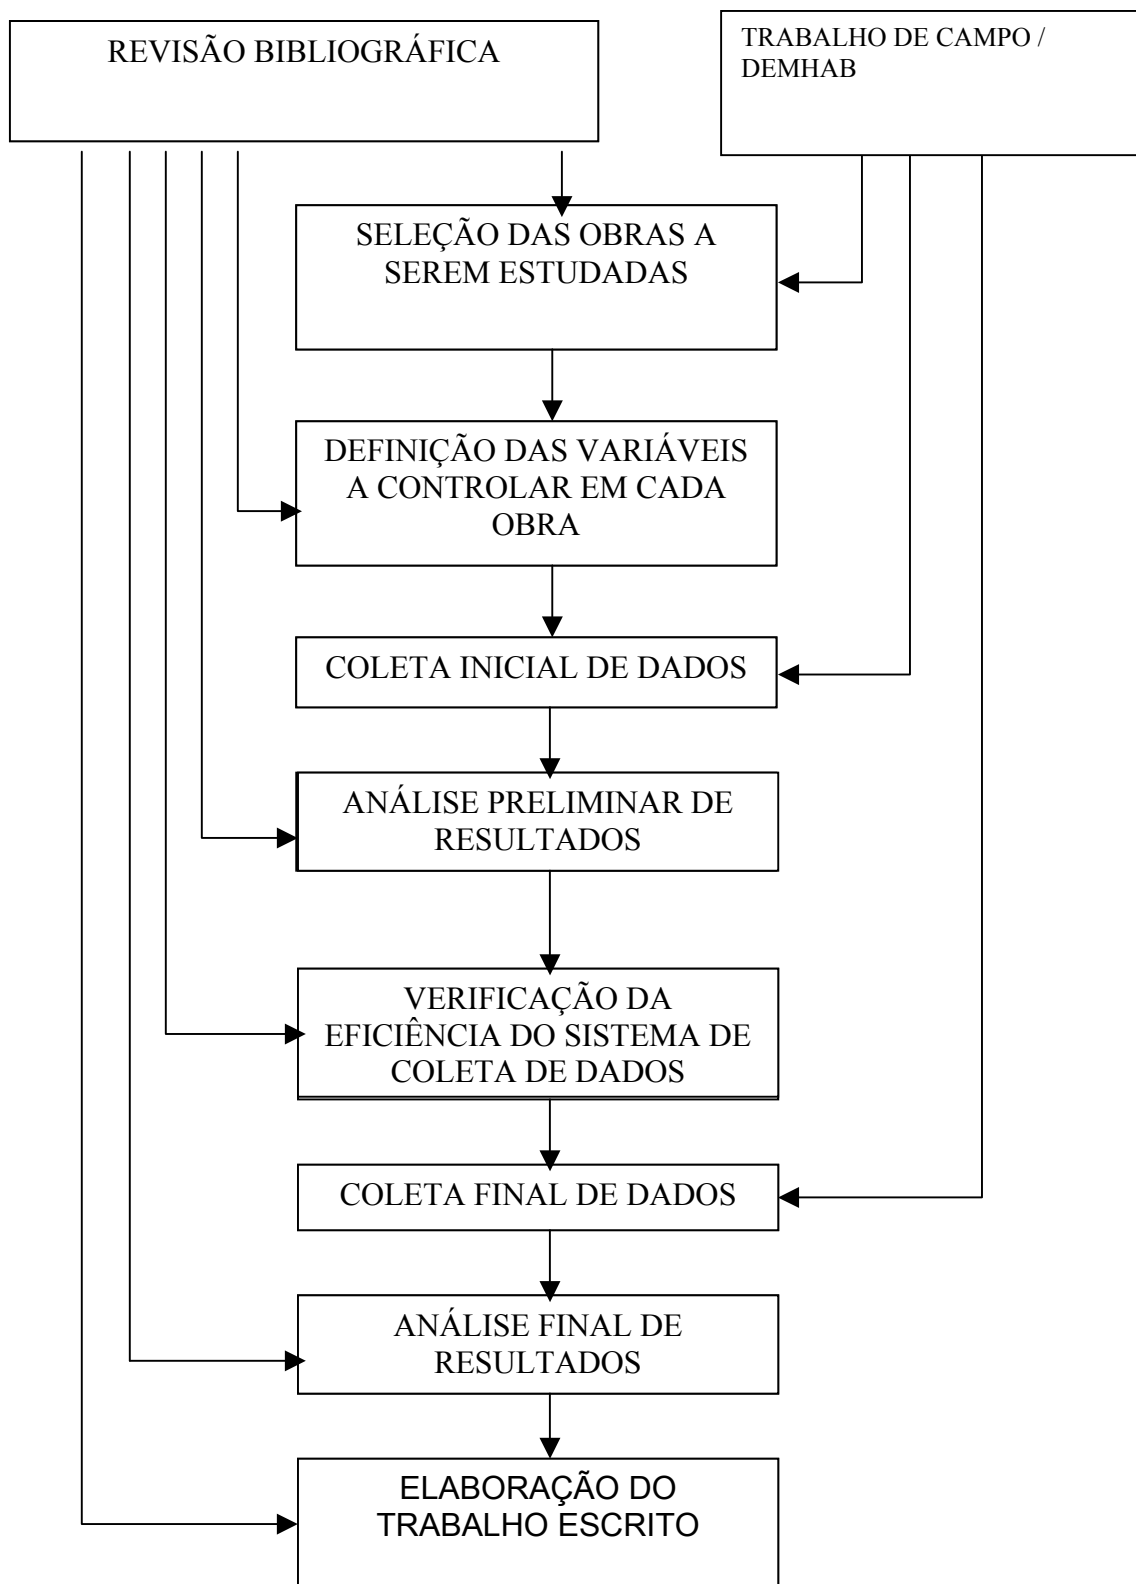 REVISÃO BIBLIOGRÁFICA
TRABALHO DE CAMPO /
DEMHAB
SELEÇÃO DAS OBRAS A
SEREM ESTUDADAS
DEFINIÇÃO DAS VARIÁVEIS
A CONTROLAR EM CADA
OBRA
COLETA INICIAL DE DADOS
ANÁLISE PRELIMINAR DE
RESULTADOS
VERIFICAÇÃO DA
EFICIÊNCIA DO SISTEMA DE
COLETA DE DADOS
COLETA FINAL DE DADOS
ANÁLISE FINAL DE
RESULTADOS
ELABORAÇÃO DO
TRABALHO ESCRITO